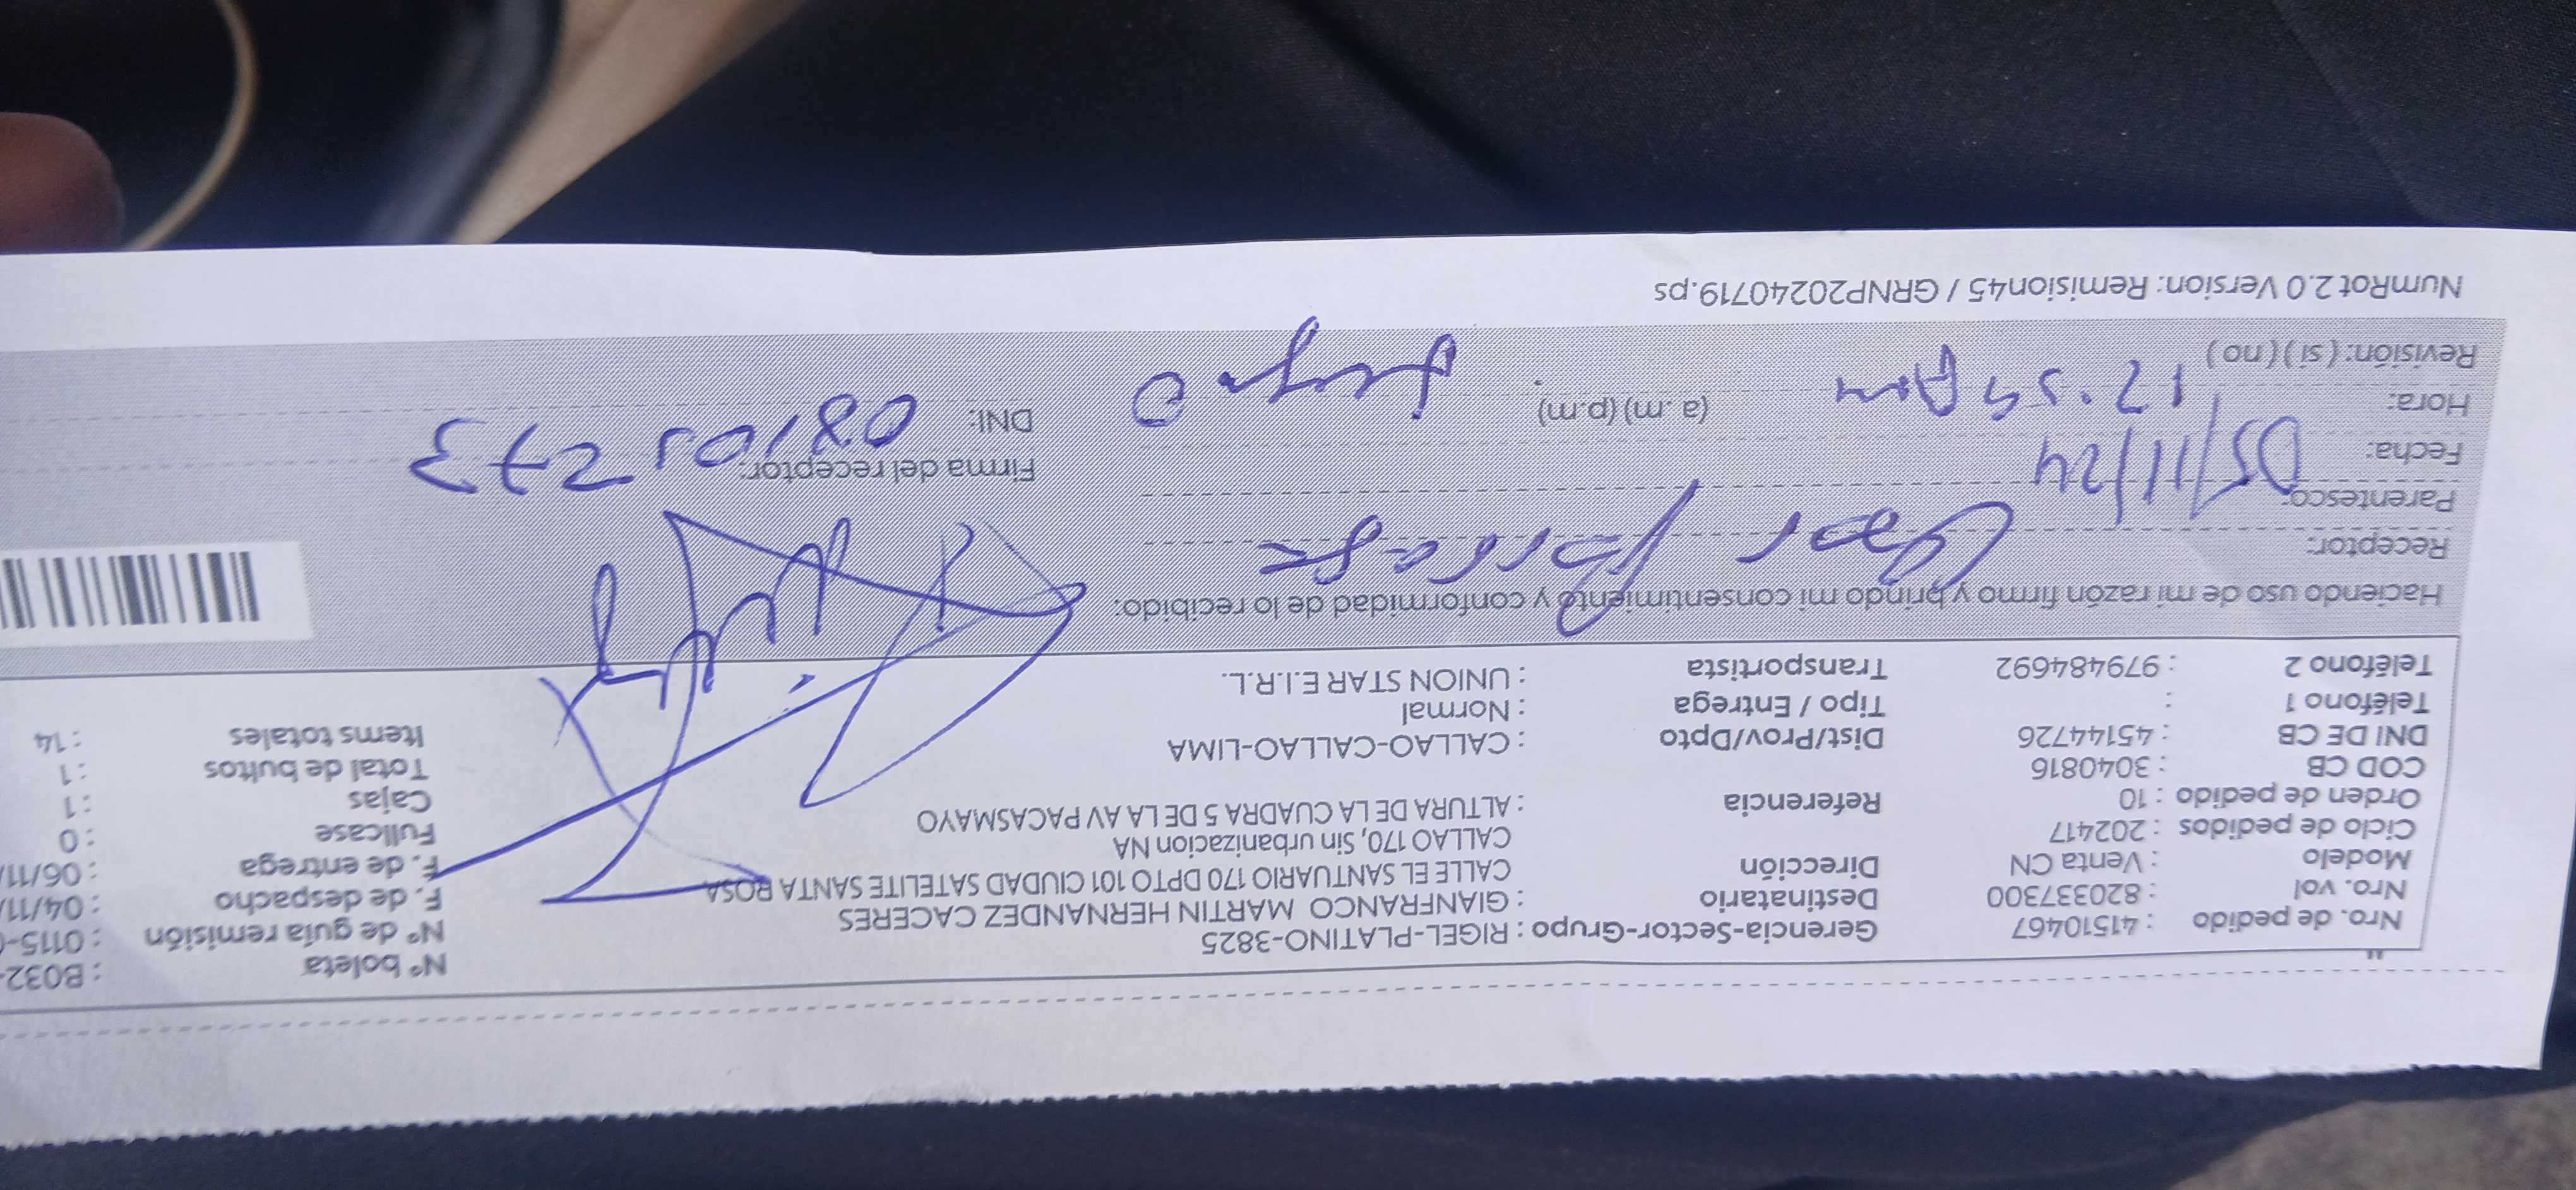 Nro. de pedido : 41510467 Gerencia-Sector-Grupo : RIGEL-PLATINO-3825 N° boleta : B032-
Nro. vol : 820337300 Destinatario : GIANFRANCO MARTIN HERNANDEZ CACERES N° de guía remisión : 0115-
Modelo : Venta CN Dirección CALLE EL SANTUARIO 170 DPTO 101 CIUDAD SATELITE SANTA ROSA F. de despacho : 04/11/
Ciclo de pedidos : 202417 CALLAO 170, Sin urbanizacion NA F. de entrega : 06/11/
Orden de pedido : 10 Referencia : ALTURA DE LA CUADRA 5 DE LA AV PACASMAYO Fullcase : 0
COD CB : 3040816 Cajas : 1
DNI DE CB : 45144726 Dist/Prov/Dpto : CALLAO-CALLAO-LIMA Total de bultos : 1
Teléfono 1 : Tipo / Entrega : Normal Items totales : 14
Teléfono 2 : 979484692 Transportista : UNION STAR E.I.R.L.
Haciendo uso de mi razón firmo y brindo mi consentimiento y conformidad de lo recibido:
Receptor:
Parentesco:
Fecha: 05/11/24 Firma del receptor:
Hora: 12:59 (a. m) (p.m) DNI: 08105273
Revisión: ( si ) ( no )
NumRot 2.0 Version: Remision45 / GRNP20240719.ps